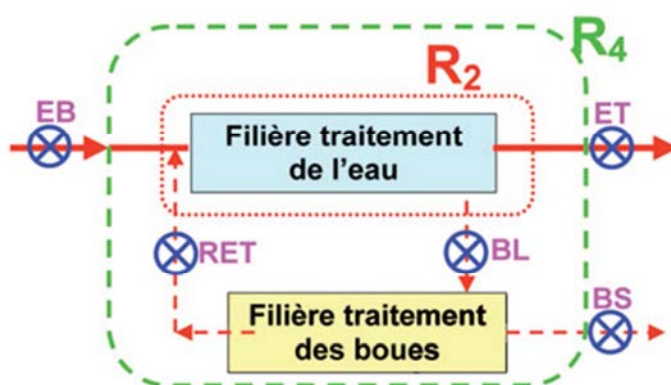 R₄
R₂
EB
ET
Filière traitement
de l'eau
RET
BL
Filière traitement
des boues
BS